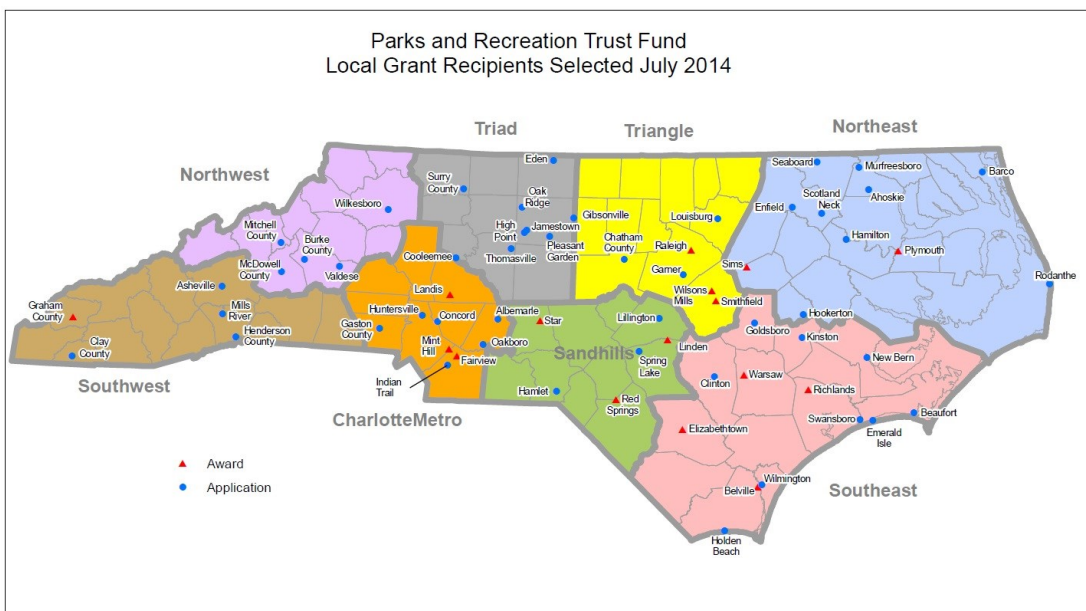 Parks and Recreation Trust Fund
Local Grant Recipients Selected July 2014
Triad
Triangle
Northeast
Northwest
Southwest
CharlotteMetro
Sandhills
Southeast
Eden
Surry
County
Oak
Ridge
High
Point
Jamestown
Pleasant
Garden
Thomasville
Gibsonville
Louisburg
Chatham
County
Raleigh
Garner
Wilsons
Mills
Smithfield
Seaboard
Murfreesboro
Barco
Scotland
Neck
Ahoskie
Enfield
Hamilton
Plymouth
Sims
Rodanthe
Hookerton
Wilkesboro
Mitchell
County
Burke
County
McDowell
County
Valdese
Asheville
Mills
River
Henderson
County
Graham
County
Clay
County
Cooleemee
Landis
Huntersville
Concord
Gaston
County
Mint
Hill
Fairview
Indian
Trail
Oakboro
Albemarle
Star
Lillington
Linden
Spring
Lake
Hamlet
Red
Springs
Goldsboro
Kinston
New Bern
Clinton
Warsaw
Richlands
Swansboro
Emerald
Isle
Beaufort
Elizabethtown
Belville
Wilmington
Holden
Beach
Award
Application